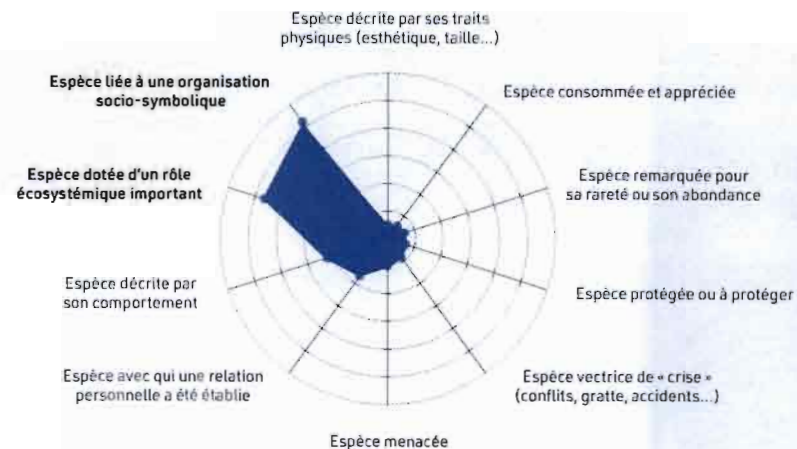 Espèce décrite par ses traits
physiques (esthétique, taille...)
Espèce liée à une organisation
socio-symbolique
Espèce consommée et appréciée
Espèce dotée d'un rôle
écosystémique important
Espèce remarquée pour
sa rareté ou son abondance
Espèce décrite par
son comportement
Espèce protégée ou à protéger
Espèce avec qui une relation
personnelle a été établie
Espèce vectrice de « crise »
(conflits, gratte, accidents...)
Espèce menacée